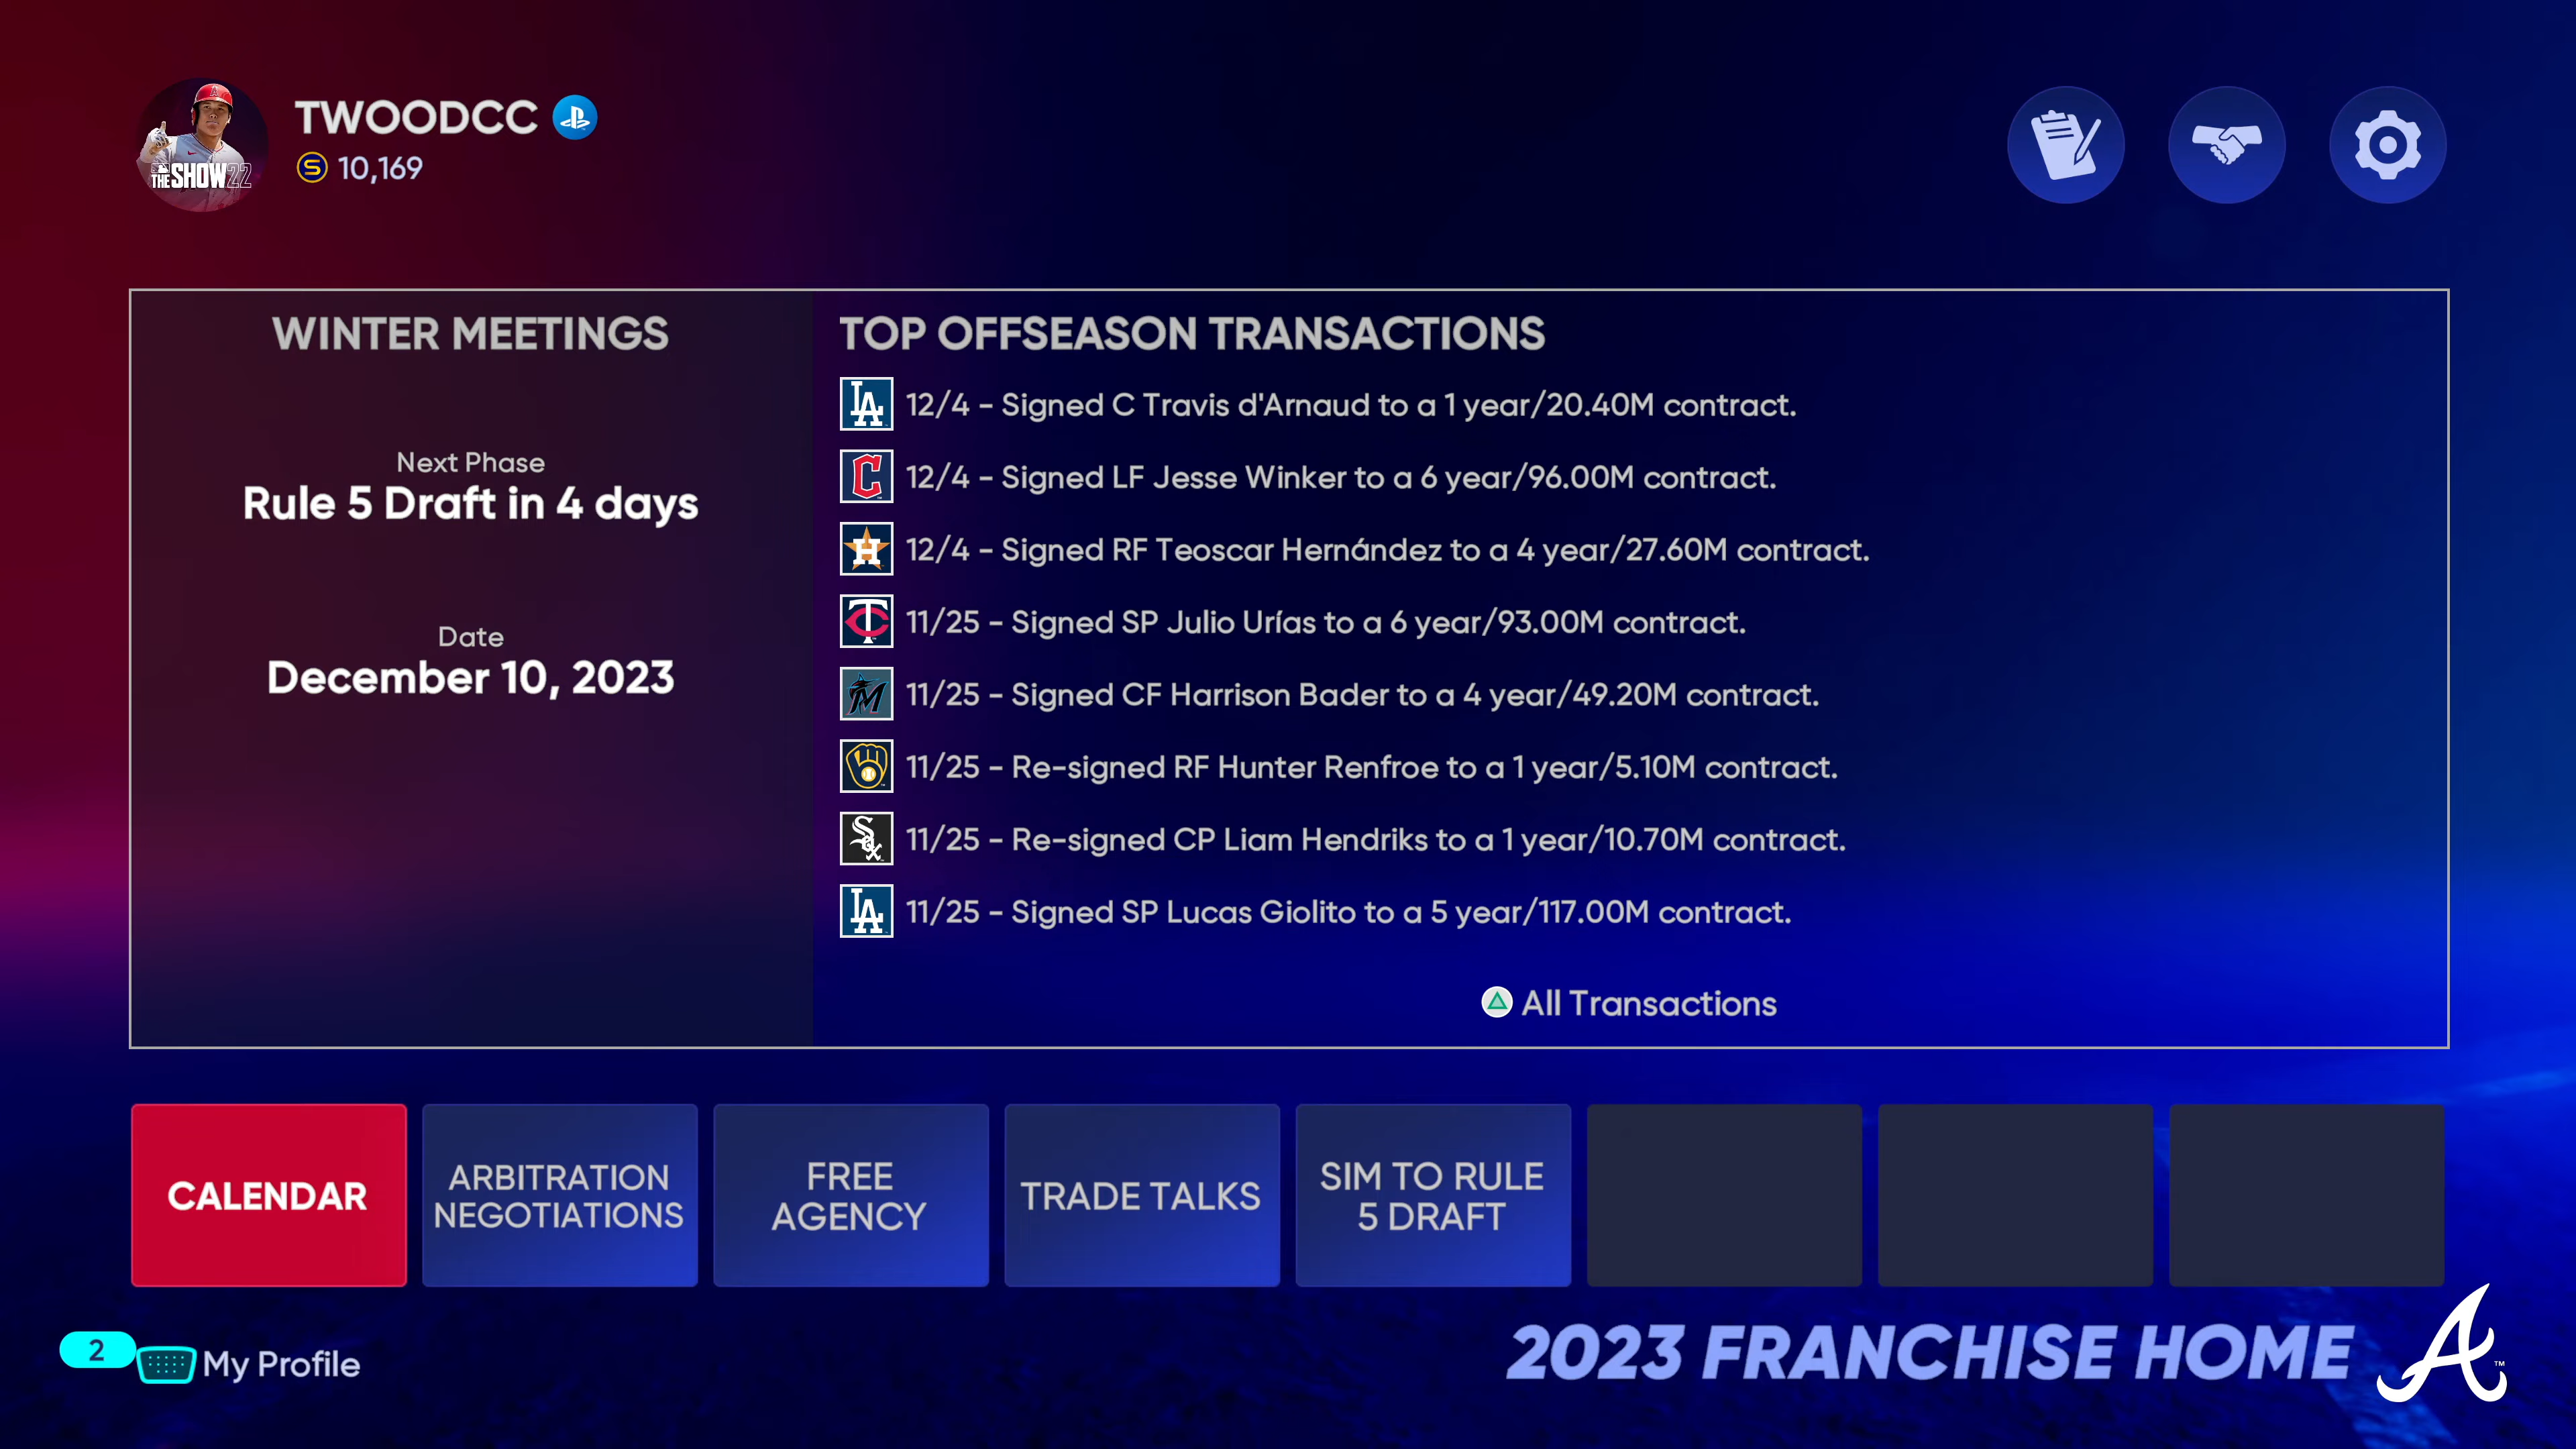 TWOODCC
10,169
THE SHOW 22
WINTER MEETINGS
Next Phase
Rule 5 Draft in 4 days
Date
December 10, 2023
TOP OFFSEASON TRANSACTIONS
12/4 - Signed C Travis d'Arnaud to a 1 year/20.40M contract.
12/4 - Signed LF Jesse Winker to a 6 year/96.00M contract.
12/4 - Signed RF Teoscar Hernández to a 4 year/27.60M contract.
11/25 - Signed SP Julio Urías to a 6 year/93.00M contract.
11/25 - Signed CF Harrison Bader to a 4 year/49.20M contract.
11/25 - Re-signed RF Hunter Renfroe to a 1 year/5.10M contract.
11/25 - Re-signed CP Liam Hendriks to a 1 year/10.70M contract.
11/25 - Signed SP Lucas Giolito to a 5 year/117.00M contract.
All Transactions
CALENDAR
ARBITRATION
NEGOTIATIONS
FREE
AGENCY
TRADE TALKS
SIM TO RULE
5 DRAFT
2
My Profile
2023 FRANCHISE HOME